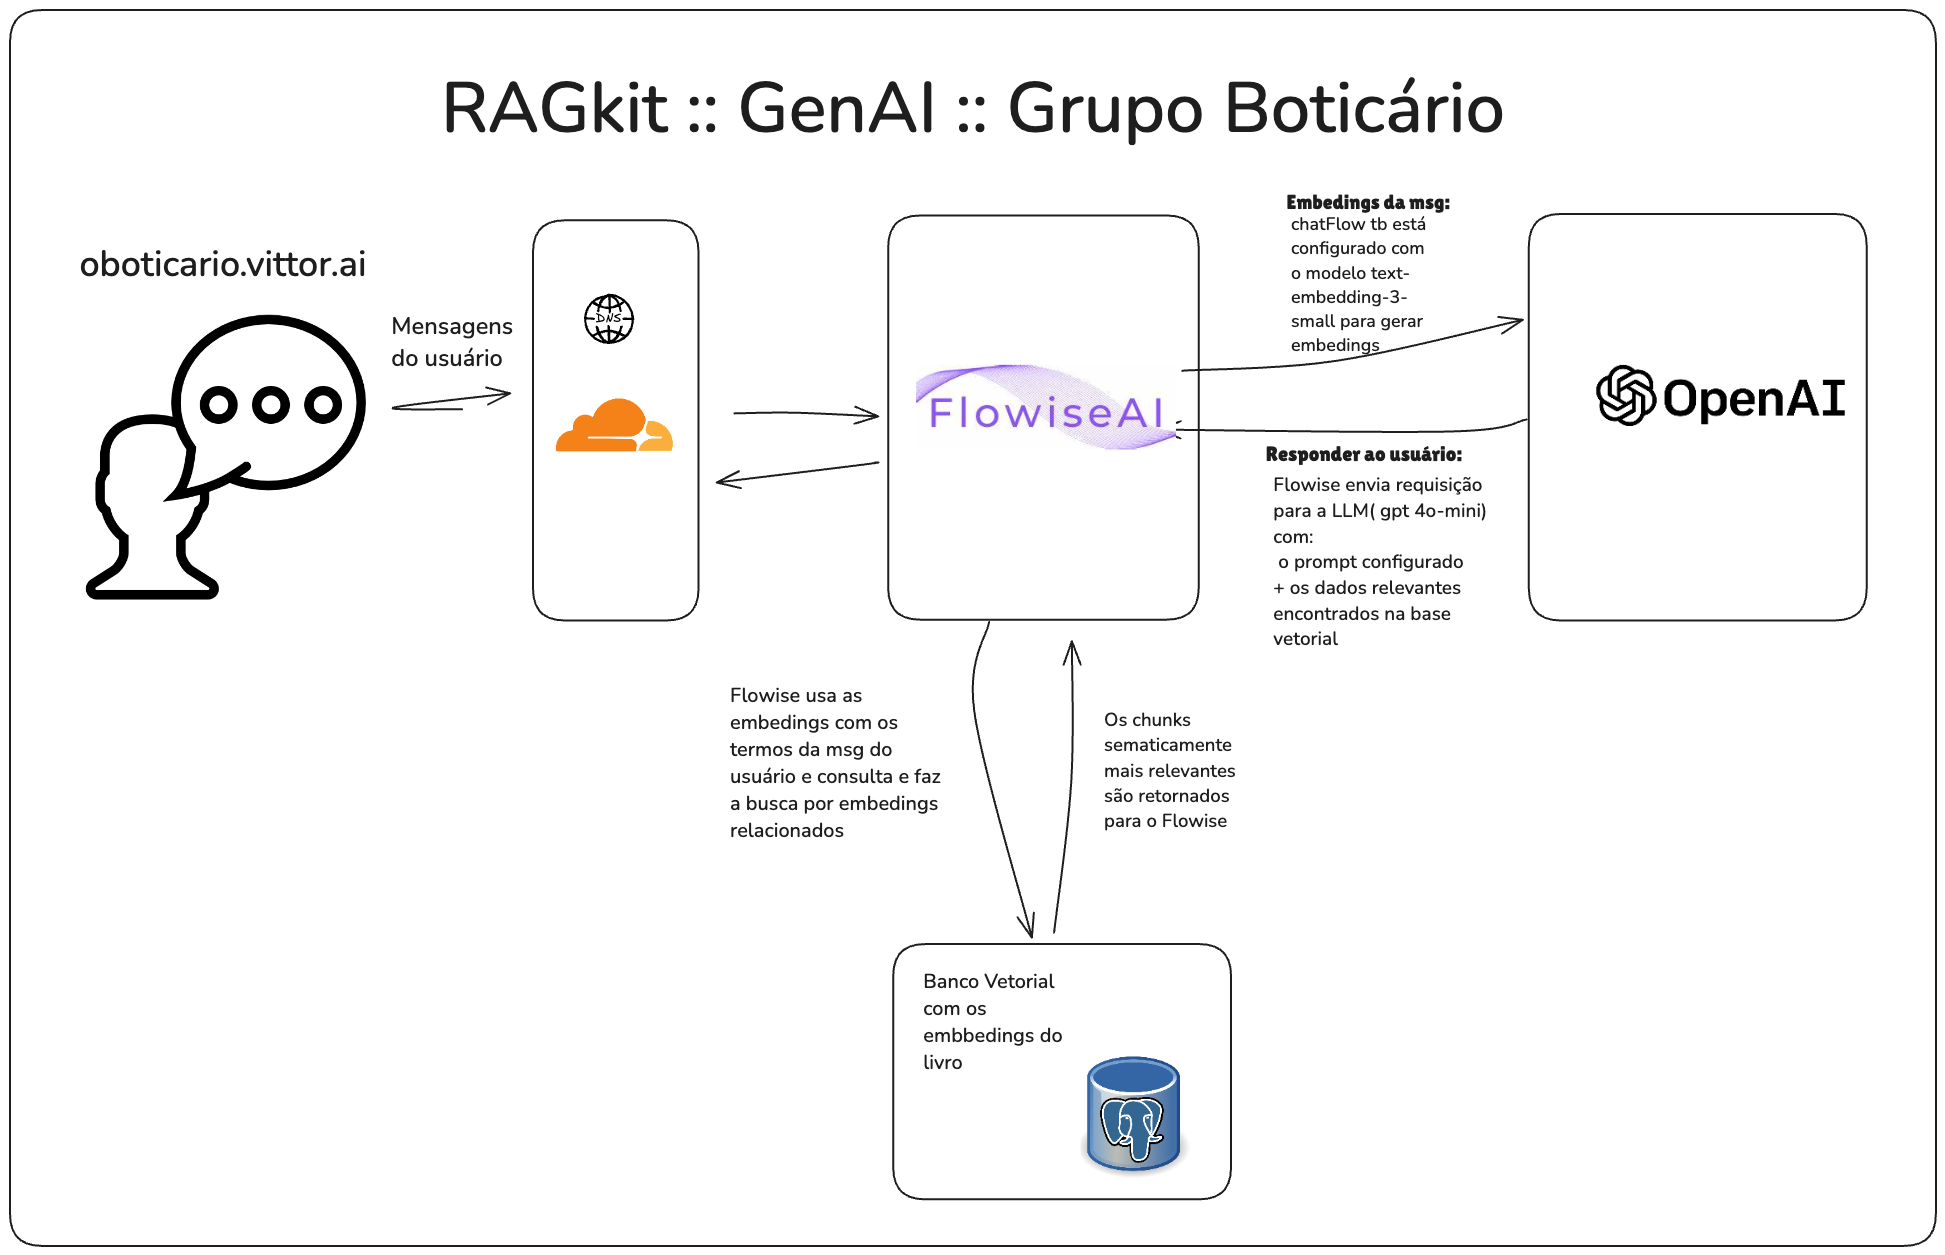 RAGkit :: GenAI :: Grupo Boticário
oboticario.vittor.ai
Mensagens
do usuário
DNS
FlowiseAI
Embedings da msg:
chatFlow tb está
configurado com
o modelo text-
embedding-3-
small para gerar
embedings
OpenAI
Responder ao usuário:
Flowise envia requisição
para a LLM( gpt 4o-mini)
com:
o prompt configurado
+ os dados relevantes
encontrados na base
vetorial
Flowise usa as
embedings com os
termos da msg do
usuário e consulta e faz
a busca por embedings
relacionados
Os chunks
sematicamente
mais relevantes
são retornados
para o Flowise
Banco Vetorial
com os
embbedings do
livro